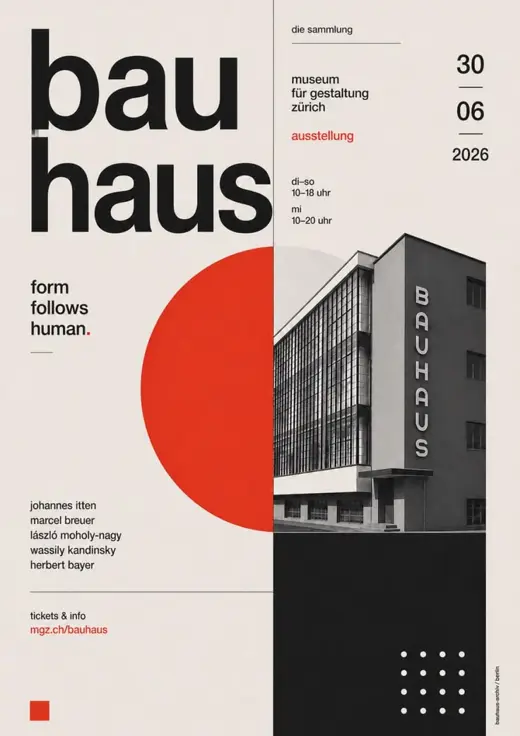 bau
haus
die sammlung
museum
für gestaltung
zürich
ausstellung
di–so
10–18 uhr
mi
10–20 uhr
30
06
2026
form
follows
human.
BAUHAUS
johannes itten
marcel breuer
lászló moholy-nagy
wassily kandinsky
herbert bayer
tickets & info
mgz.ch/bauhaus
bauhaus-archiv / berlin